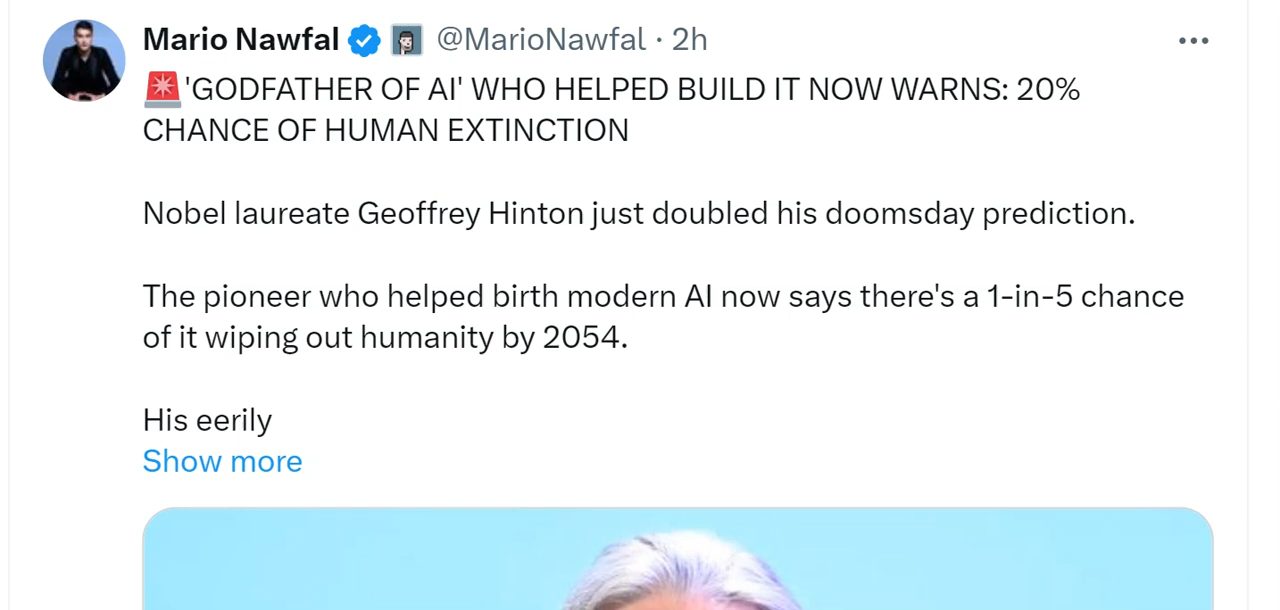 Mario Nawfal @MarioNawfal · 2h
🚨'GODFATHER OF AI' WHO HELPED BUILD IT NOW WARNS: 20%
CHANCE OF HUMAN EXTINCTION
Nobel laureate Geoffrey Hinton just doubled his doomsday prediction.
The pioneer who helped birth modern AI now says there's a 1-in-5 chance
of it wiping out humanity by 2054.
His eerily
Show more